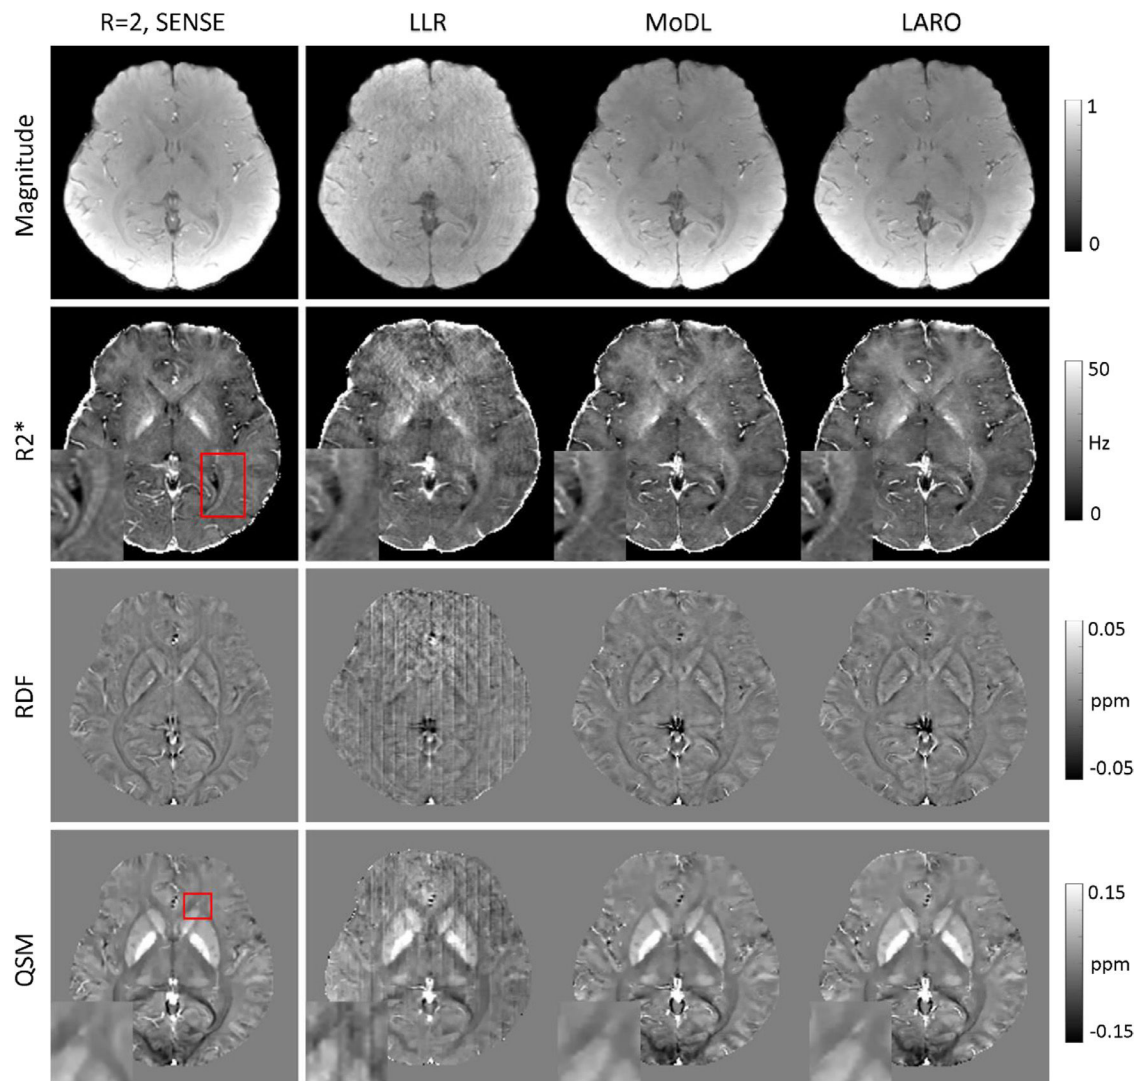 R=2, SENSE LLR MoDL LARO
Magnitude
1
0
R2*
50
Hz
0
RDF
0.05
ppm
-0.05
QSM
0.15
ppm
-0.15